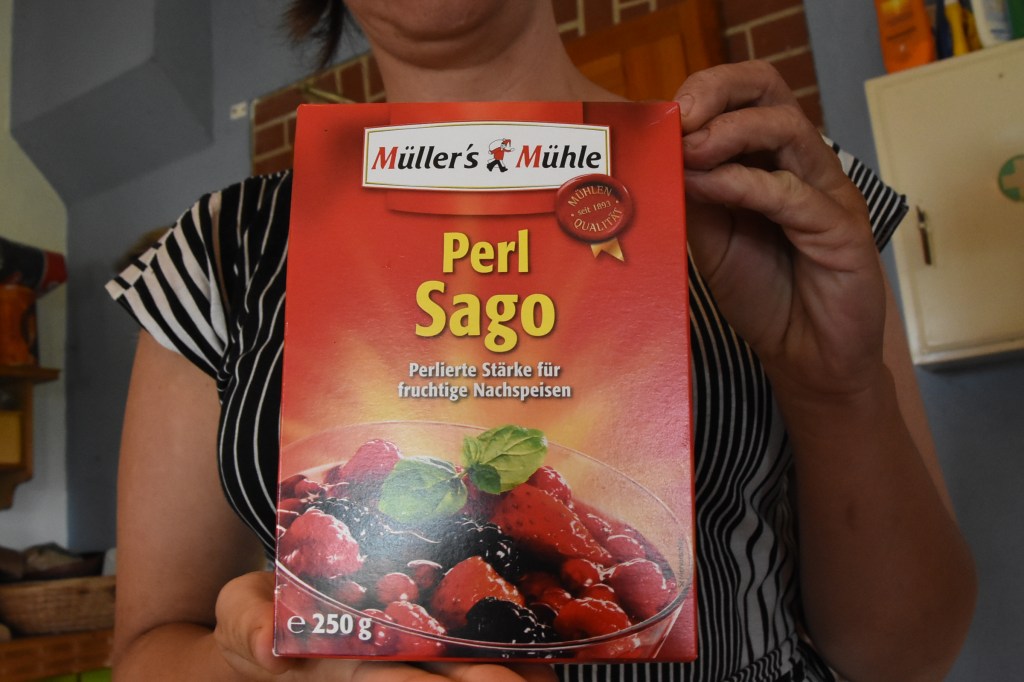 Müller's Mühle
MÜHLEN
seit 1893
QUALITÄT
Perl
Sago
Perlierte Stärke für
fruchtige Nachspeisen
℮ 250 g